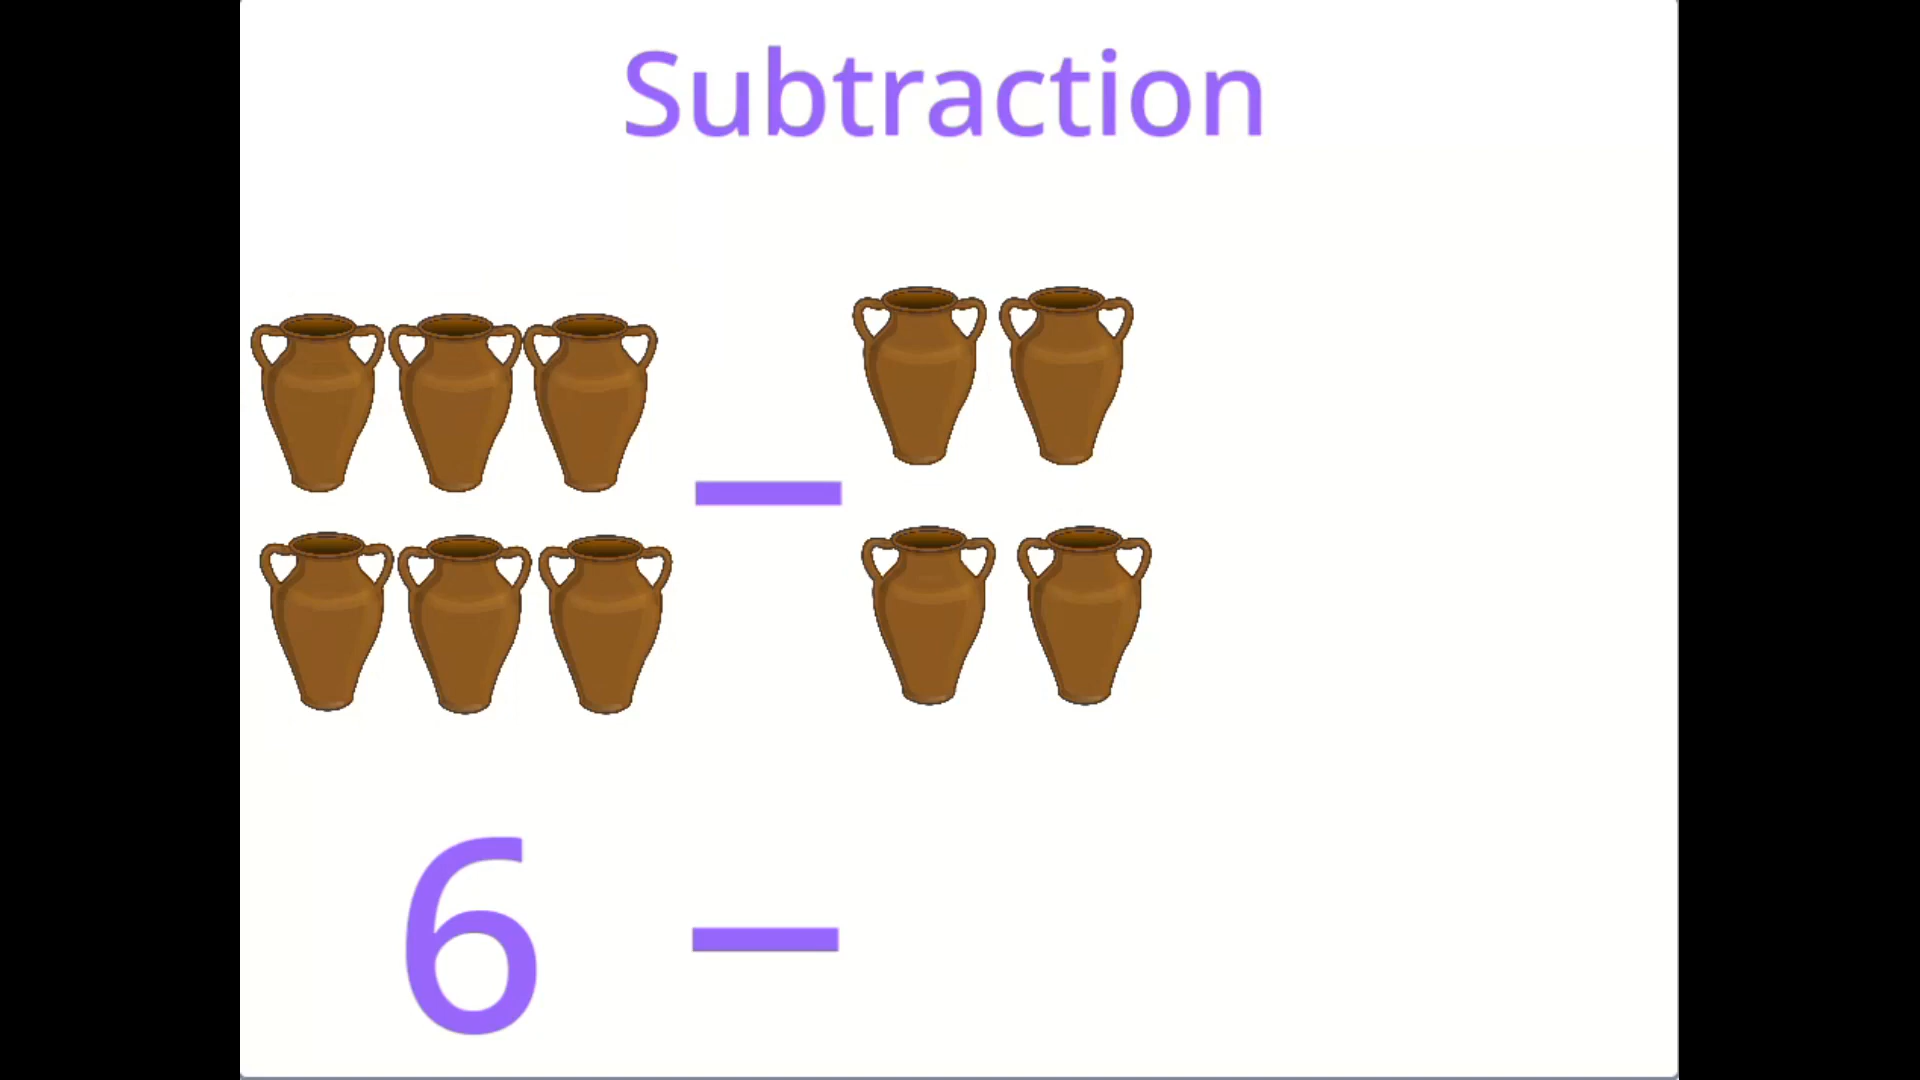 Subtraction
–
6 –